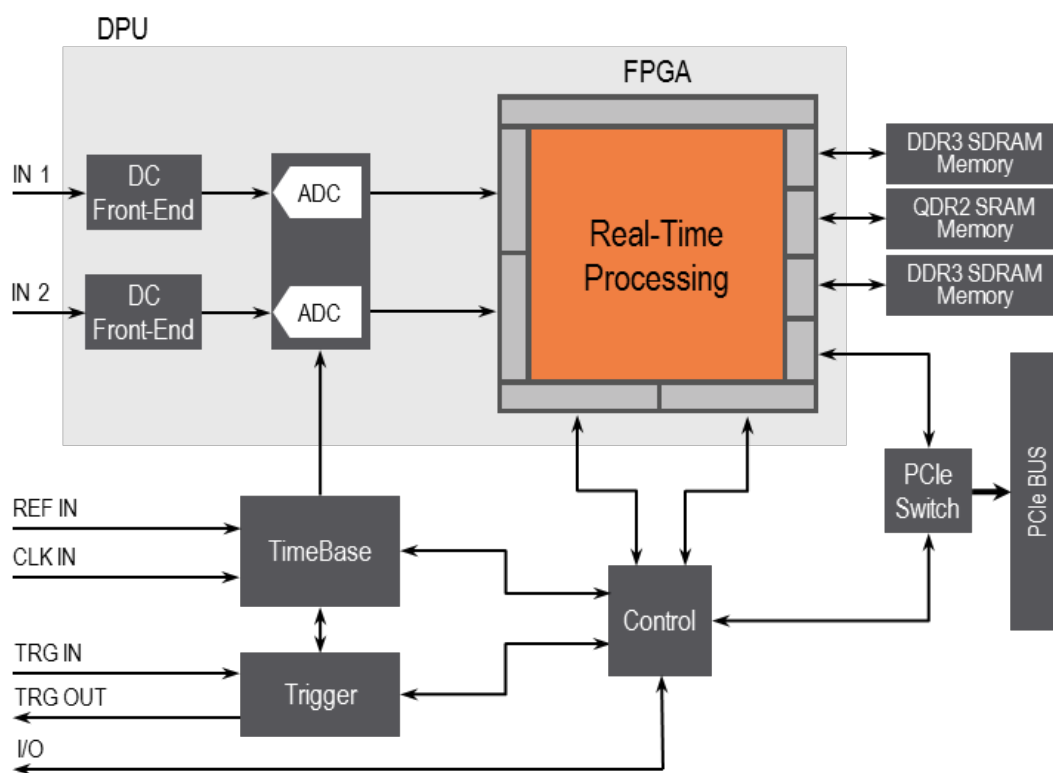 DPU
FPGA
IN 1
DC
Front-End
ADC
DDR3 SDRAM
Memory
Real-Time
Processing
QDR2 SRAM
Memory
IN 2
DC
Front-End
ADC
DDR3 SDRAM
Memory
REF IN
CLK IN
TimeBase
PCIe
Switch
PCIe BUS
Control
TRG IN
TRG OUT
Trigger
I/O